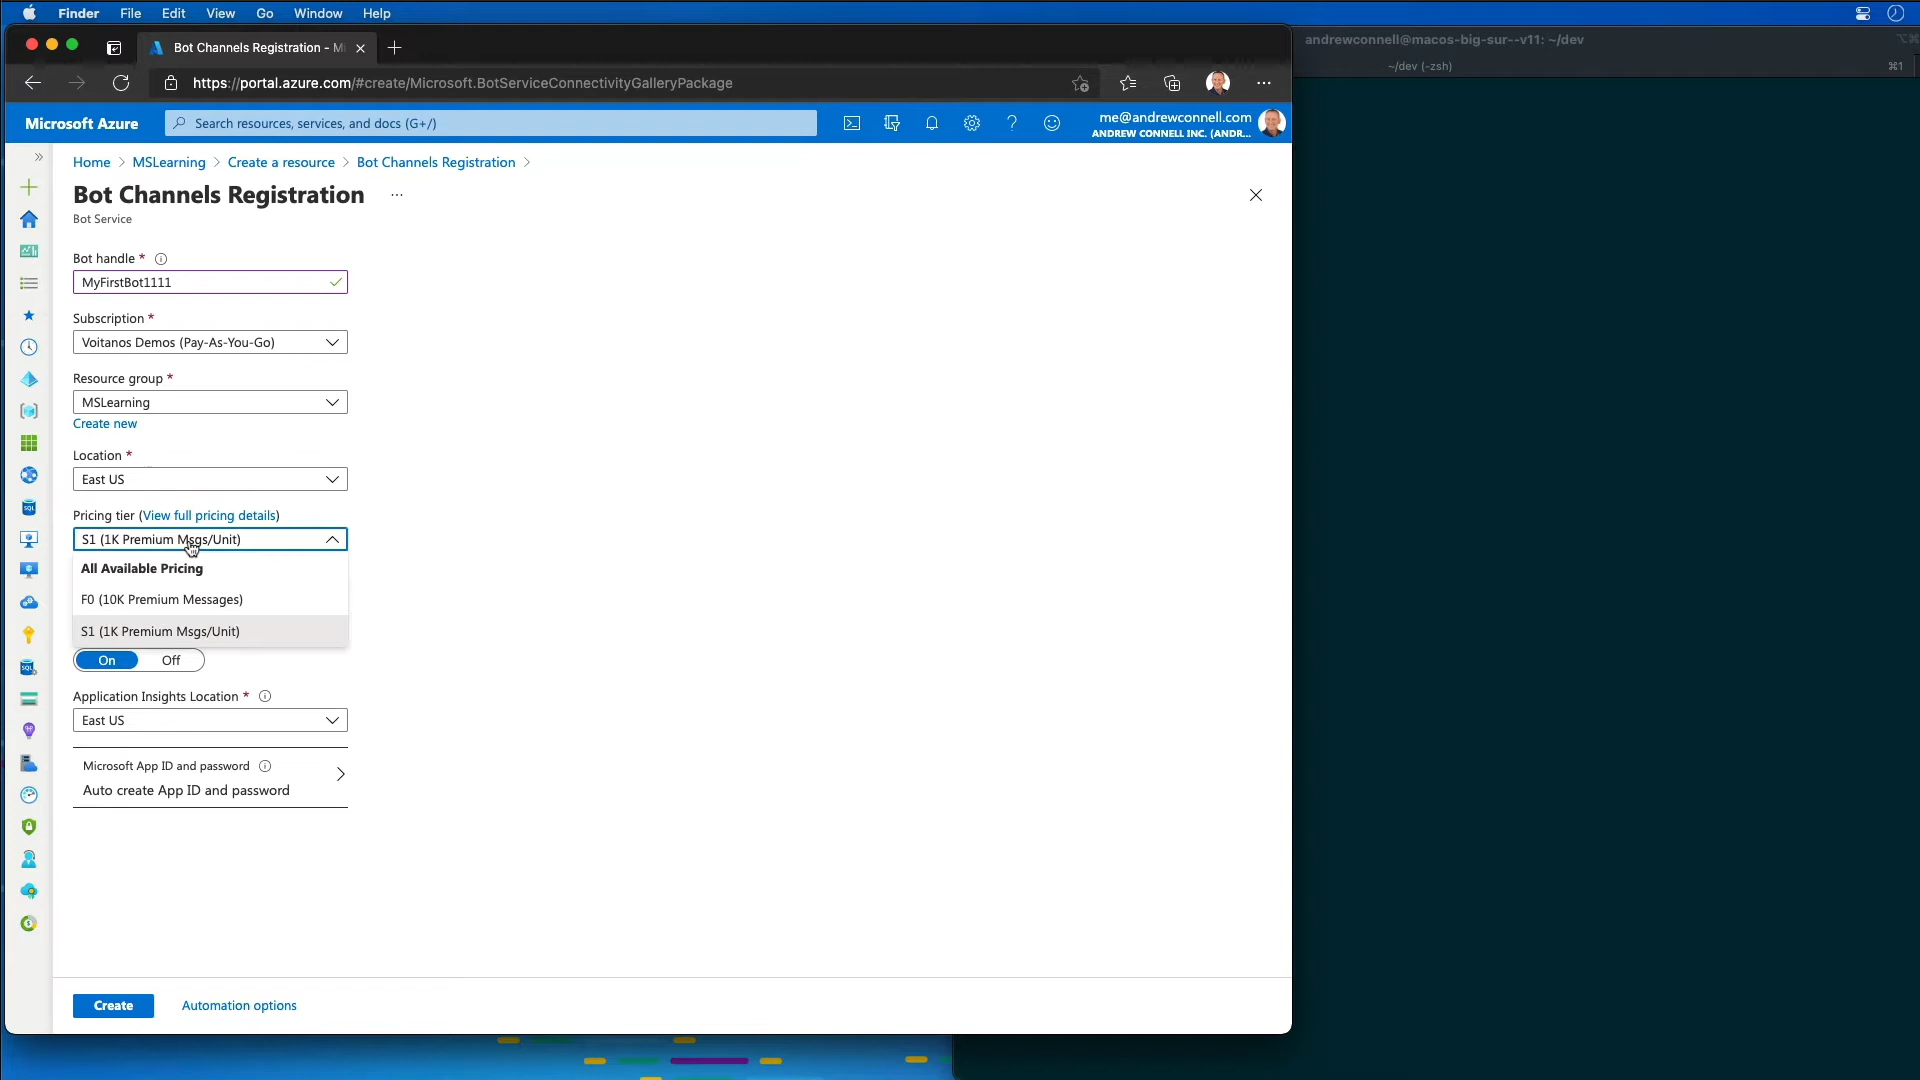 Finder File Edit View Go Window Help
Bot Channels Registration - Mi
andrewconnell@macos-big-sur--v11: ~/dev
~/dev (-zsh)
⌘1
https://portal.azure.com/#create/Microsoft.BotServiceConnectivityGalleryPackage
Microsoft Azure
Search resources, services, and docs (G+/)
me@andrewconnell.com
ANDREW CONNELL INC. (ANDR...
Home > MSLearning > Create a resource > Bot Channels Registration >
Bot Channels Registration ...
Bot Service
Bot handle *
MyFirstBot1111
Subscription *
Voitanos Demos (Pay-As-You-Go)
Resource group *
MSLearning
Create new
Location *
East US
Pricing tier (View full pricing details)
S1 (1K Premium Msgs/Unit)
All Available Pricing
F0 (10K Premium Messages)
S1 (1K Premium Msgs/Unit)
On Off
Application Insights Location *
East US
Microsoft App ID and password
Auto create App ID and password
Create
Automation options